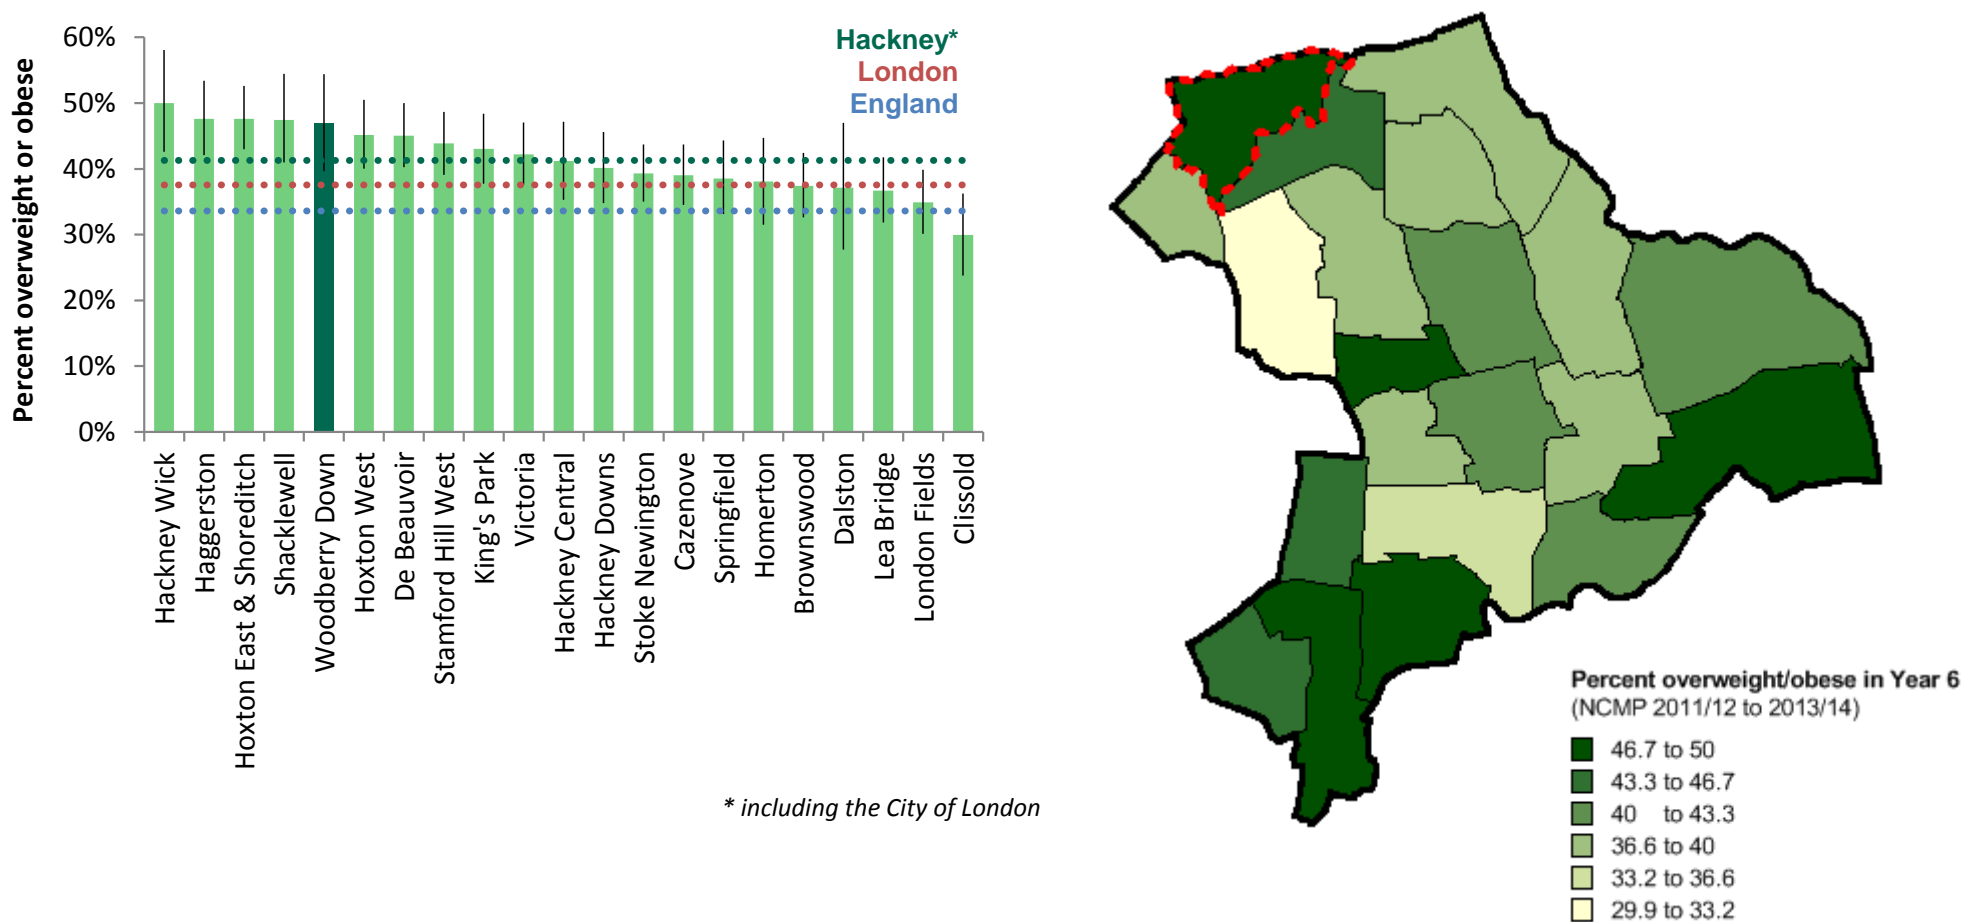 Percent overweight or obese
60%
50%
40%
30%
20%
10%
0%
Hackney*
London
England
Hackney Wick
Haggerston
Hoxton East & Shoreditch
Shacklewell
Woodberry Down
Hoxton West
De Beauvoir
Stamford Hill West
King's Park
Victoria
Hackney Central
Hackney Downs
Stoke Newington
Cazenove
Springfield
Homerton
Brownswood
Dalston
Lea Bridge
London Fields
Clissold
* including the City of London
Percent overweight/obese in Year 6
(NCMP 2011/12 to 2013/14)
46.7 to 50
43.3 to 46.7
40 to 43.3
36.6 to 40
33.2 to 36.6
29.9 to 33.2